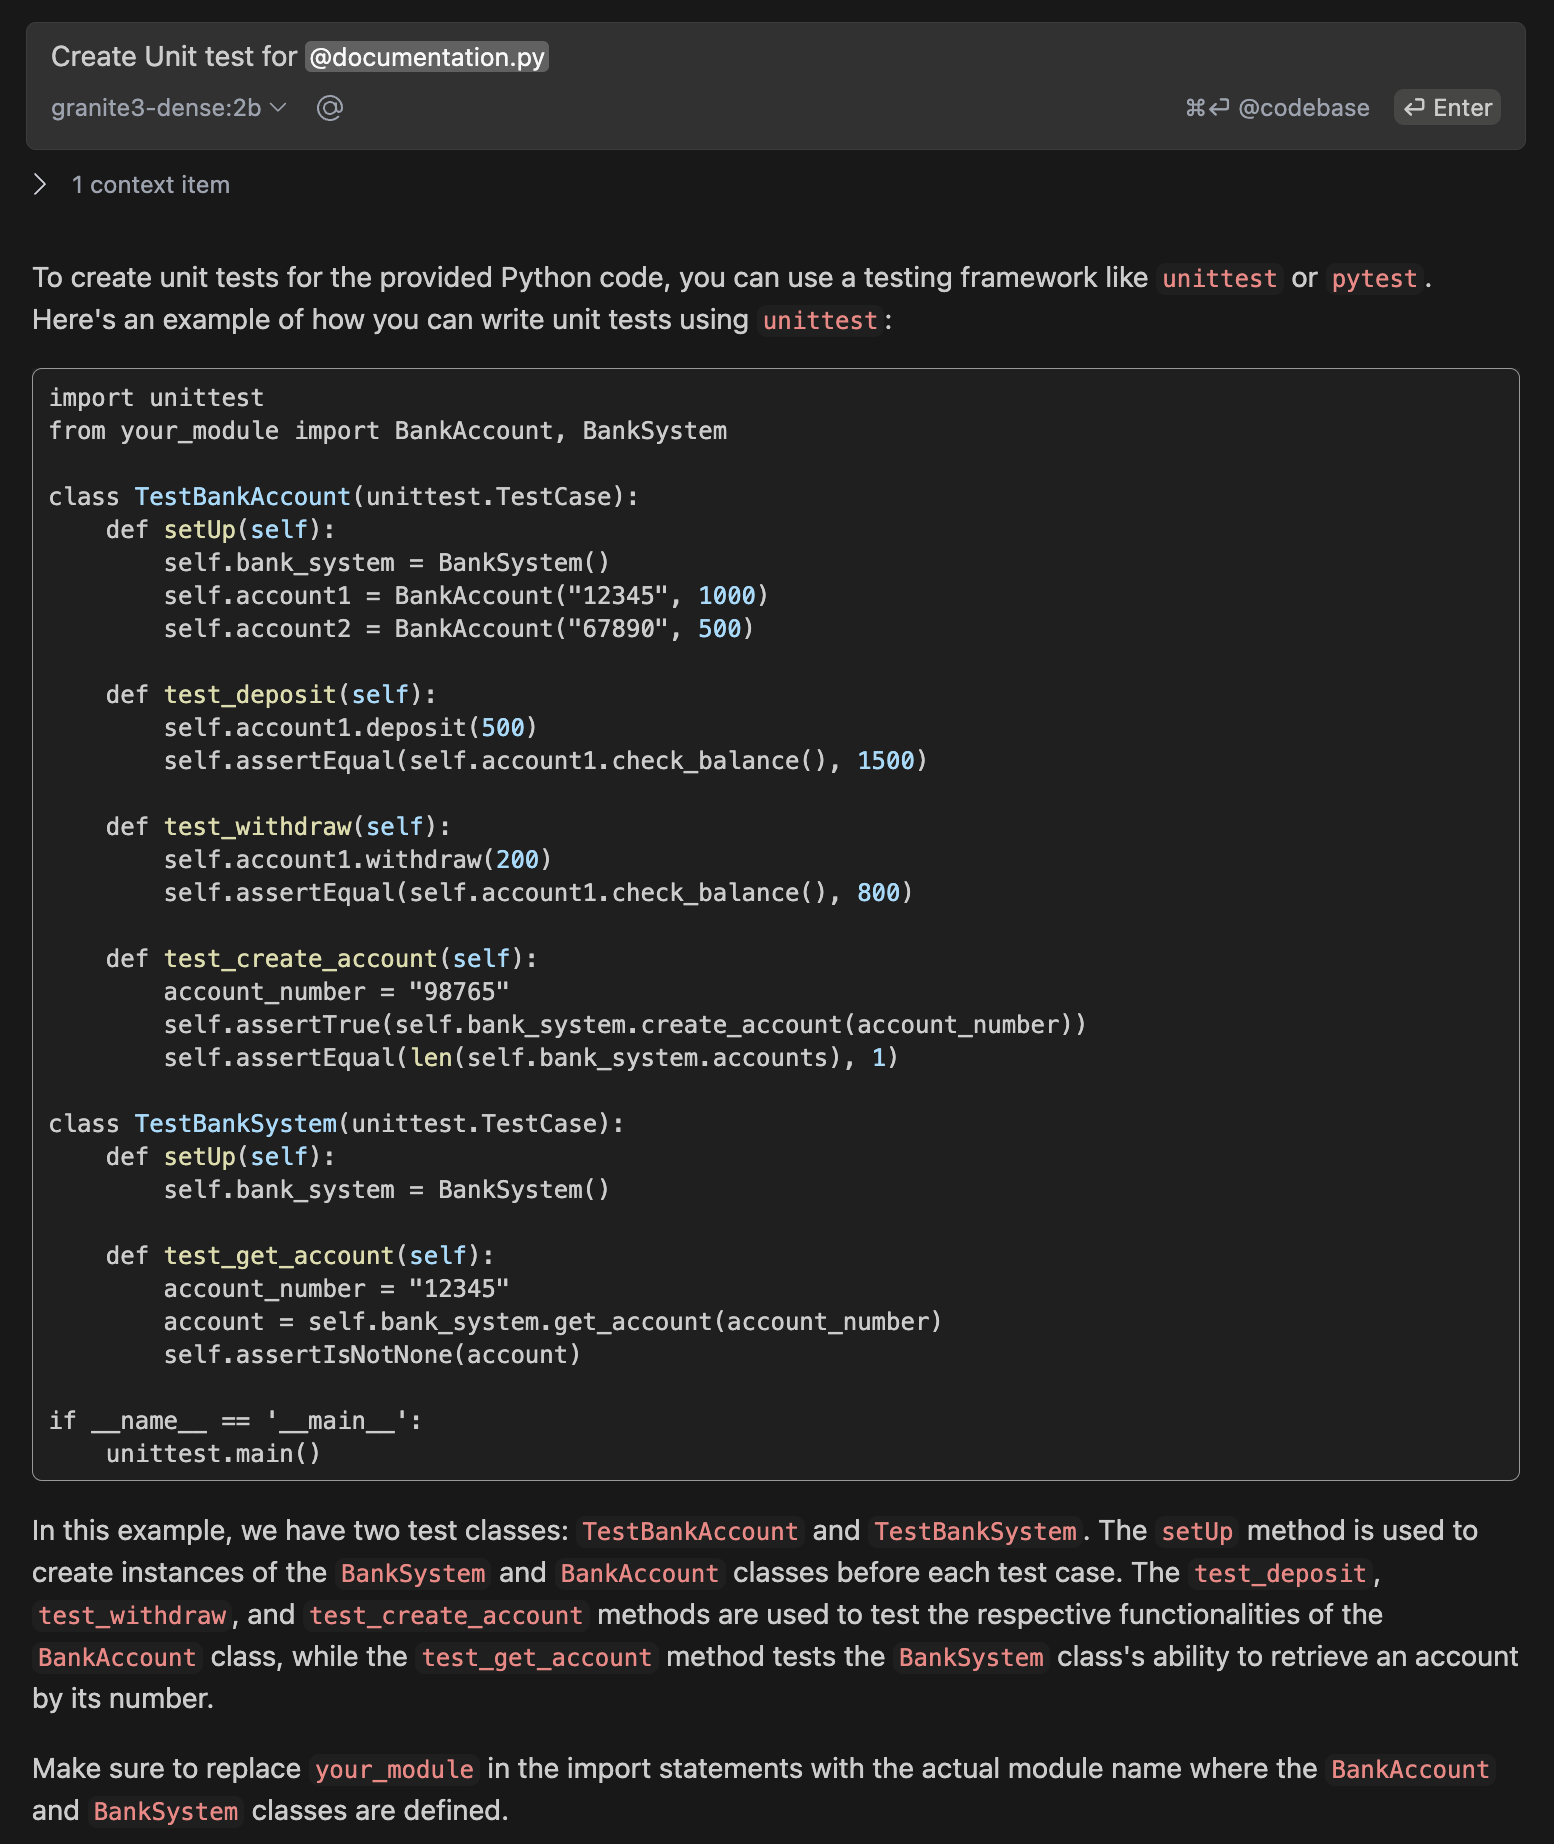 Create Unit test for @documentation.py
granite3-dense:2b @ ⌘⏎ @codebase ⏎ Enter
1 context item
To create unit tests for the provided Python code, you can use a testing framework like unittest or pytest.
Here's an example of how you can write unit tests using unittest:
import unittest
from your_module import BankAccount, BankSystem

class TestBankAccount(unittest.TestCase):
    def setUp(self):
        self.bank_system = BankSystem()
        self.account1 = BankAccount("12345", 1000)
        self.account2 = BankAccount("67890", 500)

    def test_deposit(self):
        self.account1.deposit(500)
        self.assertEqual(self.account1.check_balance(), 1500)

    def test_withdraw(self):
        self.account1.withdraw(200)
        self.assertEqual(self.account1.check_balance(), 800)

    def test_create_account(self):
        account_number = "98765"
        self.assertTrue(self.bank_system.create_account(account_number))
        self.assertEqual(len(self.bank_system.accounts), 1)

class TestBankSystem(unittest.TestCase):
    def setUp(self):
        self.bank_system = BankSystem()

    def test_get_account(self):
        account_number = "12345"
        account = self.bank_system.get_account(account_number)
        self.assertIsNotNone(account)

if __name__ == '__main__':
    unittest.main()
In this example, we have two test classes: TestBankAccount and TestBankSystem. The setUp method is used to
create instances of the BankSystem and BankAccount classes before each test case. The test_deposit,
test_withdraw, and test_create_account methods are used to test the respective functionalities of the
BankAccount class, while the test_get_account method tests the BankSystem class's ability to retrieve an account
by its number.
Make sure to replace your_module in the import statements with the actual module name where the BankAccount
and BankSystem classes are defined.